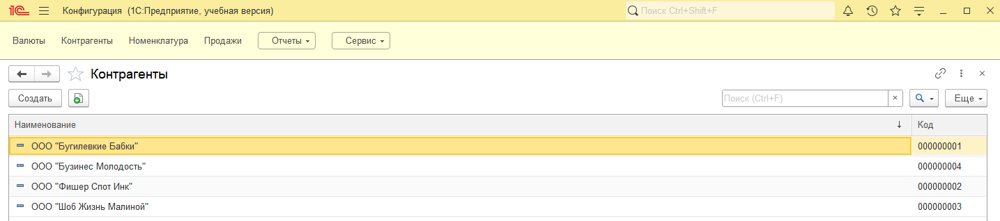 1С Конфигурация (1С:Предприятие, учебная версия) Поиск Ctrl+Shift+F
Валюты Контрагенты Номенклатура Продажи Отчеты Сервис
Контрагенты
Создать Поиск (Ctrl+F) × Еще
Наименование ↓ Код
ООО "Бугилевкие Бабки" 000000001
ООО "Бузинес Молодость" 000000004
ООО "Фишер Спот Инк" 000000002
ООО "Шоб Жизнь Малиной" 000000003